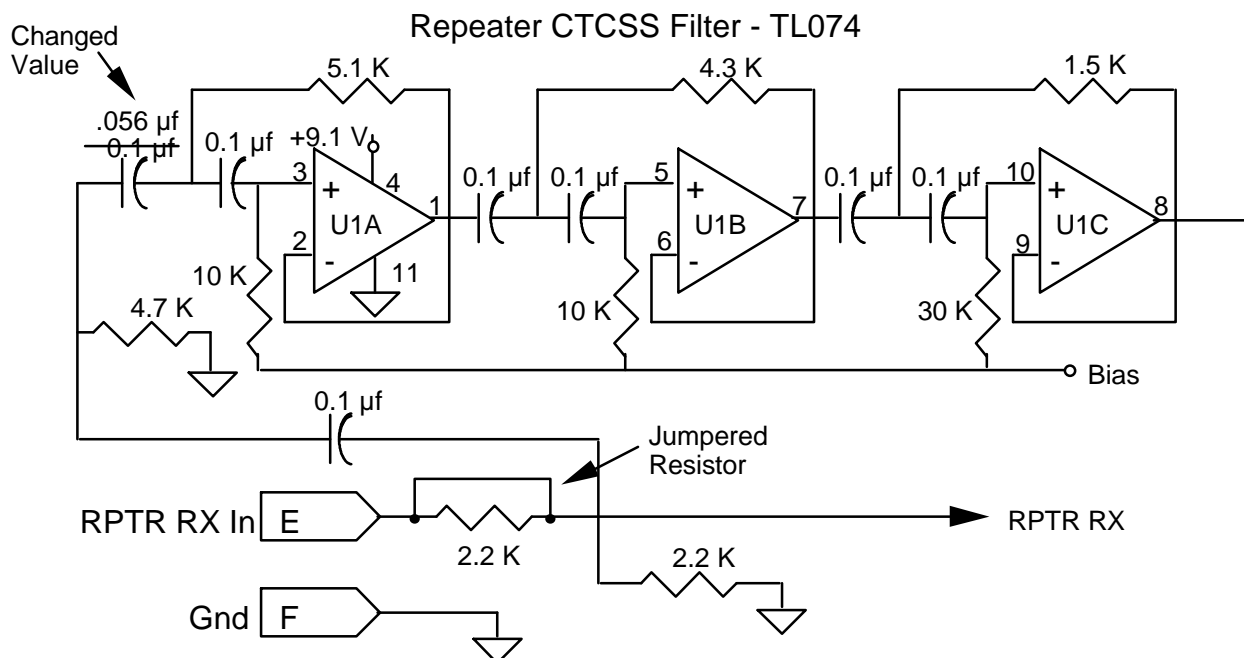 Repeater CTCSS Filter - TL074
Changed
Value
5.1 K
4.3 K
1.5 K
.056 µf
0.1 µf
0.1 µf
+9.1 V
3
+
4
U1A
1
2
-
11
10 K
0.1 µf
0.1 µf
5
+
U1B
7
6
-
10 K
0.1 µf
0.1 µf
10
+
U1C
8
9
-
30 K
4.7 K
Bias
0.1 µf
Jumpered
Resistor
RPTR RX In
E
2.2 K
RPTR RX
2.2 K
Gnd
F